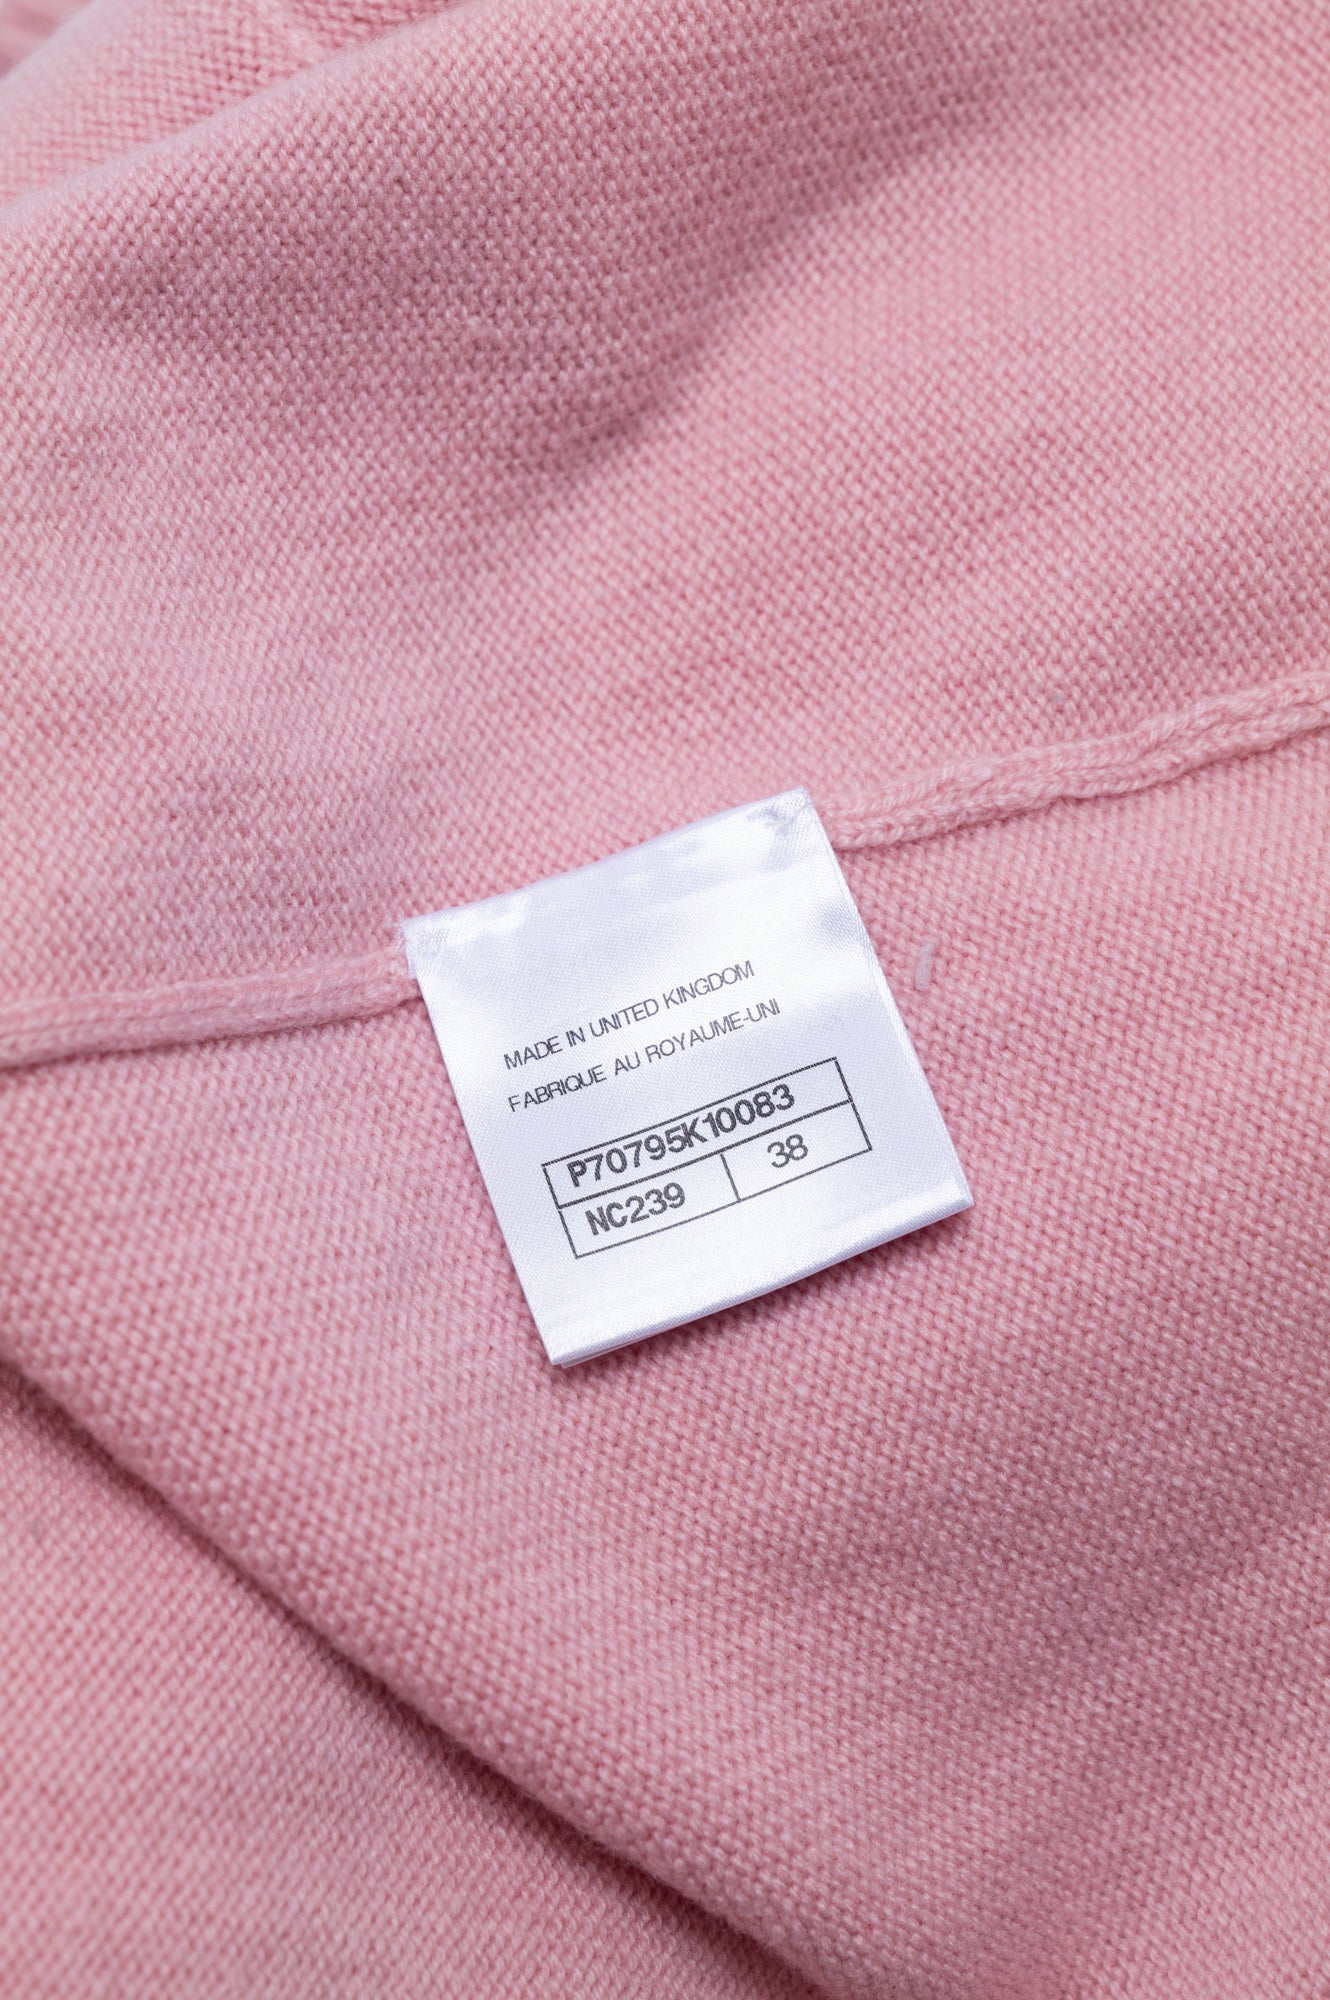 MADE IN UNITED KINGDOM
FABRIQUE AU ROYAUME-UNI
P70795K10083
NC239 38